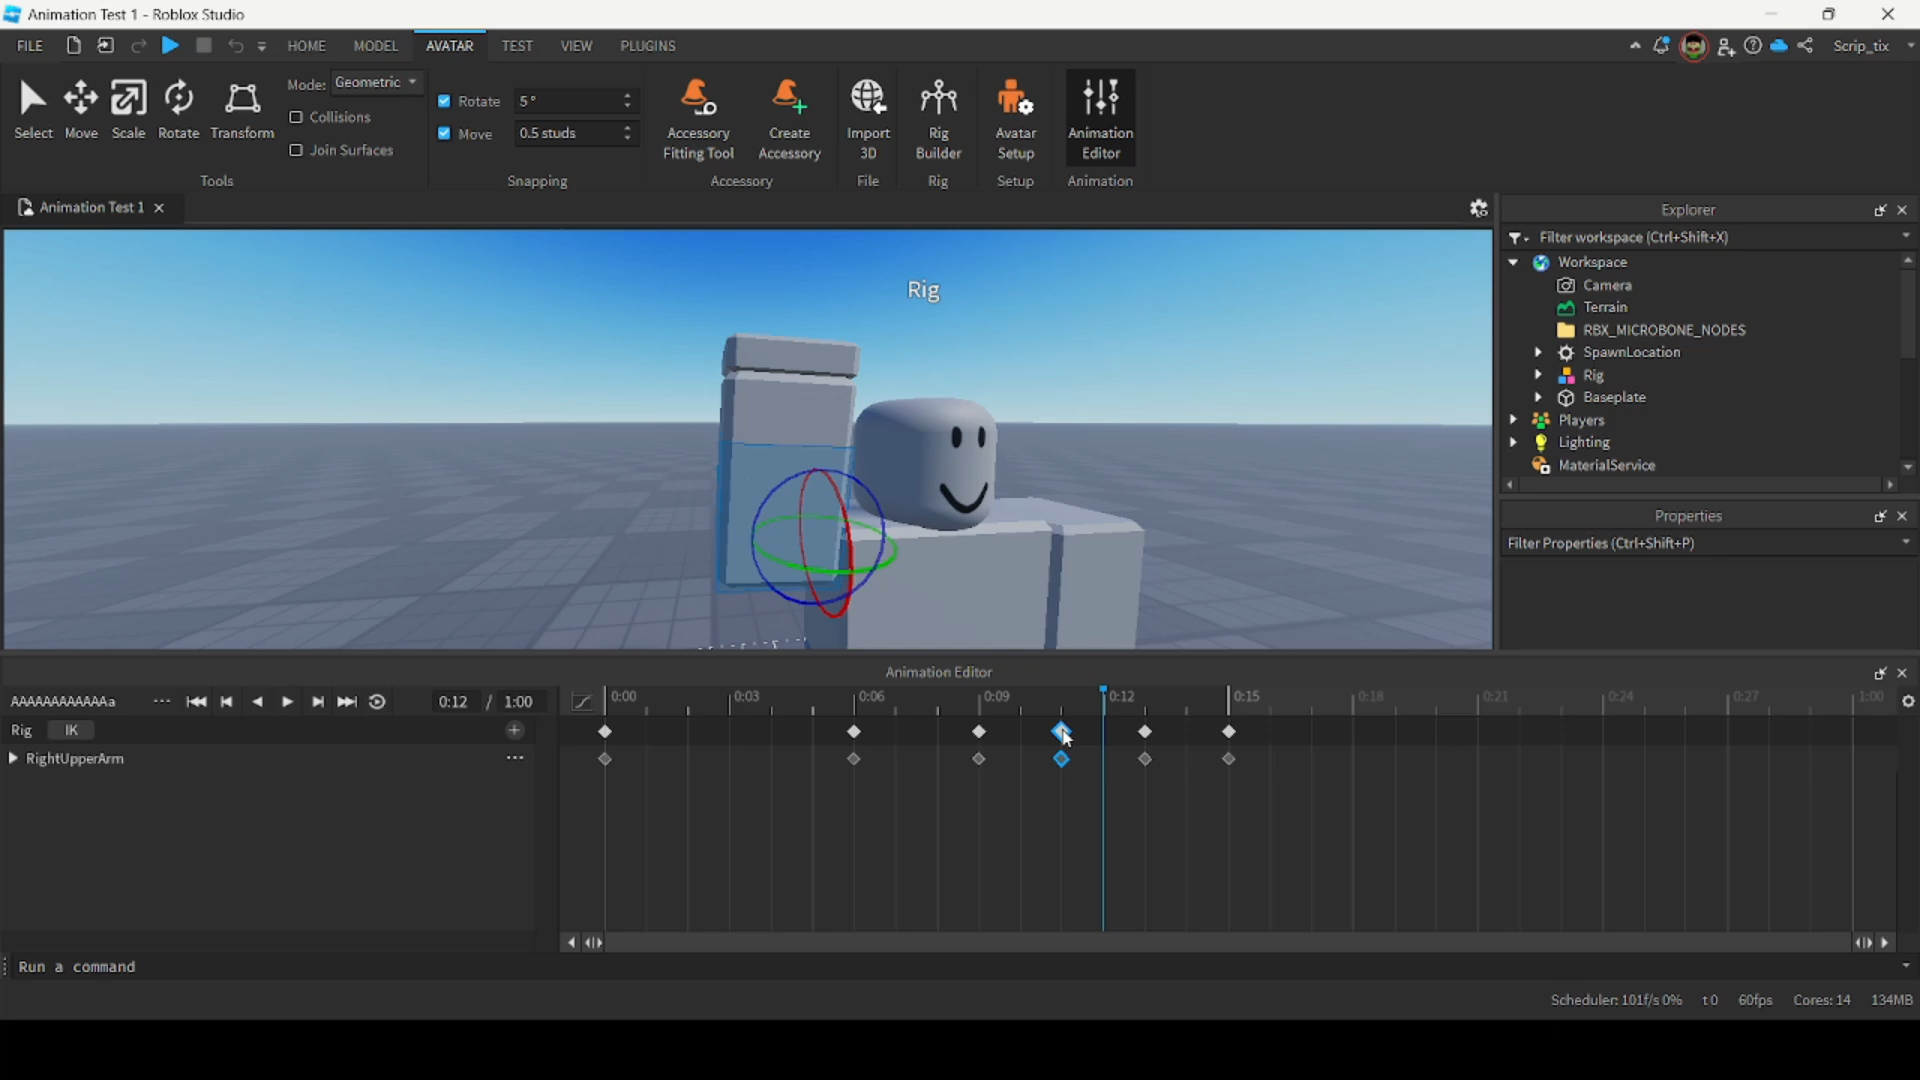 Animation Test 1 - Roblox Studio
FILE HOME MODEL AVATAR TEST VIEW PLUGINS Scrip_tix
Select Move Scale Rotate Transform
Mode: Geometric
Collisions
Join Surfaces
Tools
Rotate 5°
Move 0.5 studs
Snapping
Accessory
Fitting Tool
Create
Accessory
Accessory
Import
3D
File
Rig
Builder
Rig
Avatar
Setup
Setup
Animation
Editor
Animation
Animation Test 1
Rig
Explorer
Filter workspace (Ctrl+Shift+X)
Workspace
Camera
Terrain
RBX_MICROBONE_NODES
SpawnLocation
Rig
Baseplate
Players
Lighting
MaterialService
Properties
Filter Properties (Ctrl+Shift+P)
Animation Editor
AAAAAAAAAAAAa 0:12 / 1:00 0:00 0:03 0:06 0:09 0:12 0:15 0:18 0:21 0:24 0:27 1:00
Rig IK
RightUpperArm
Run a command
Scheduler: 101f/s 0% t 0 60fps Cores: 14 134MB